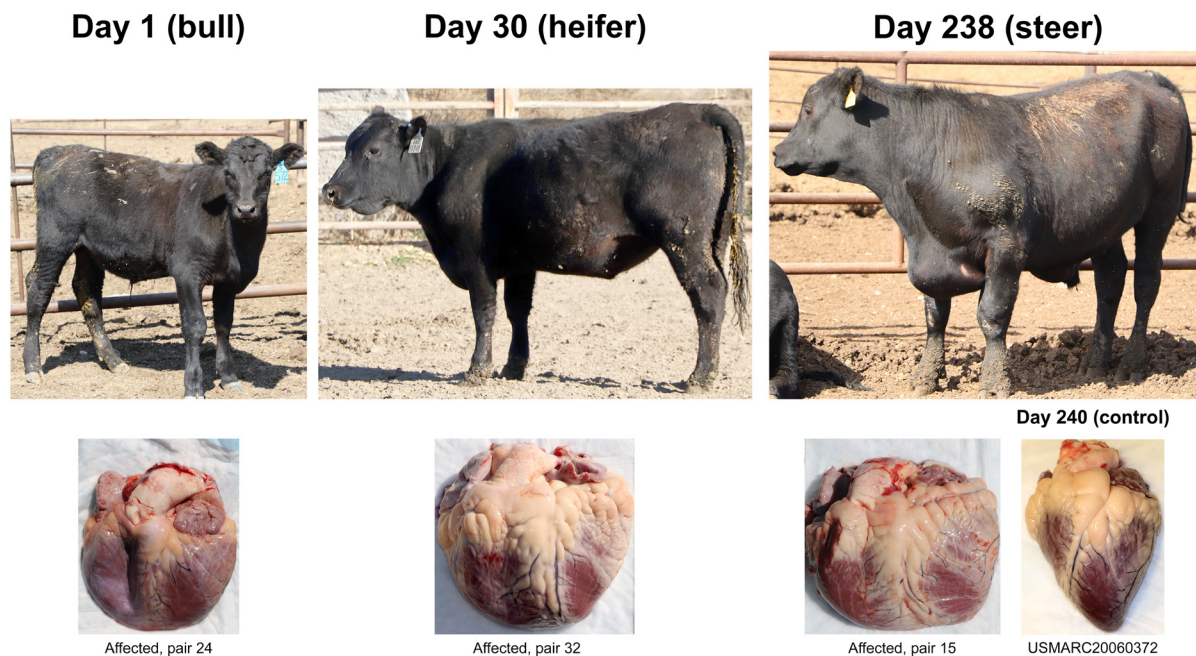 Day 1 (bull)
Day 30 (heifer)
Day 238 (steer)
Day 240 (control)
Affected, pair 24
Affected, pair 32
Affected, pair 15
USMARC20060372